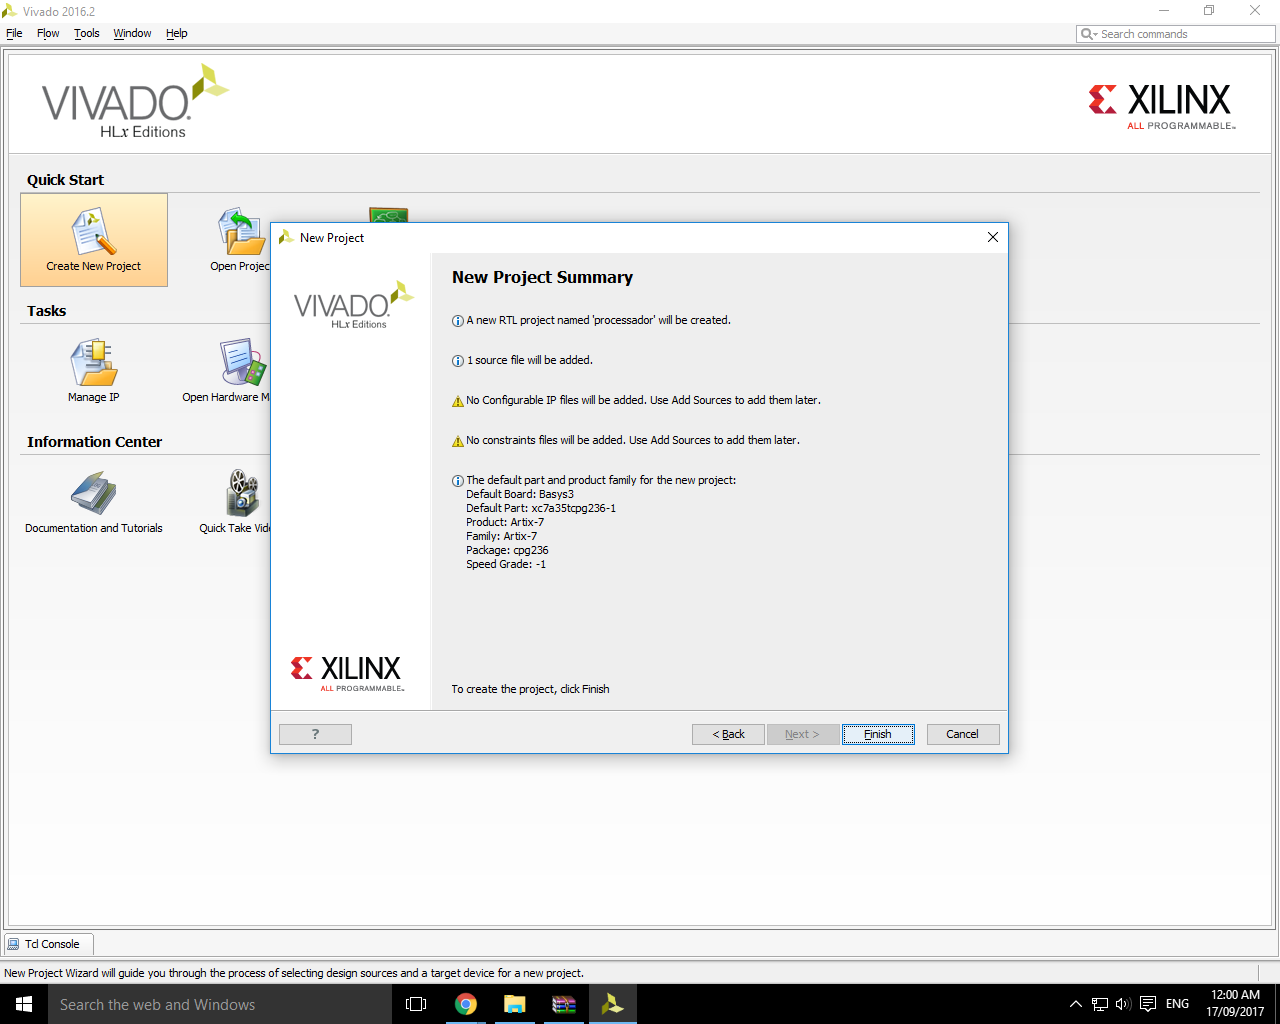 Vivado 2016.2
File Flow Tools Window Help
Search commands
VIVADO.
HLx Editions
XILINX
ALL PROGRAMMABLE™
Quick Start
Create New Project
Open Projec
Tasks
Manage IP
Open Hardware M
Information Center
Documentation and Tutorials
Quick Take Vid
New Project
VIVADO.
HLx Editions
XILINX
ALL PROGRAMMABLE™
New Project Summary
A new RTL project named 'processador' will be created.
1 source file will be added.
No Configurable IP files will be added. Use Add Sources to add them later.
No constraints files will be added. Use Add Sources to add them later.
The default part and product family for the new project:
Default Board: Basys3
Default Part: xc7a35tcpg236-1
Product: Artix-7
Family: Artix-7
Package: cpg236
Speed Grade: -1
To create the project, click Finish
? < Back Next > Finish Cancel
Tcl Console
New Project Wizard will guide you through the process of selecting design sources and a target device for a new project.
Search the web and Windows
ENG
12:00 AM
17/09/2017